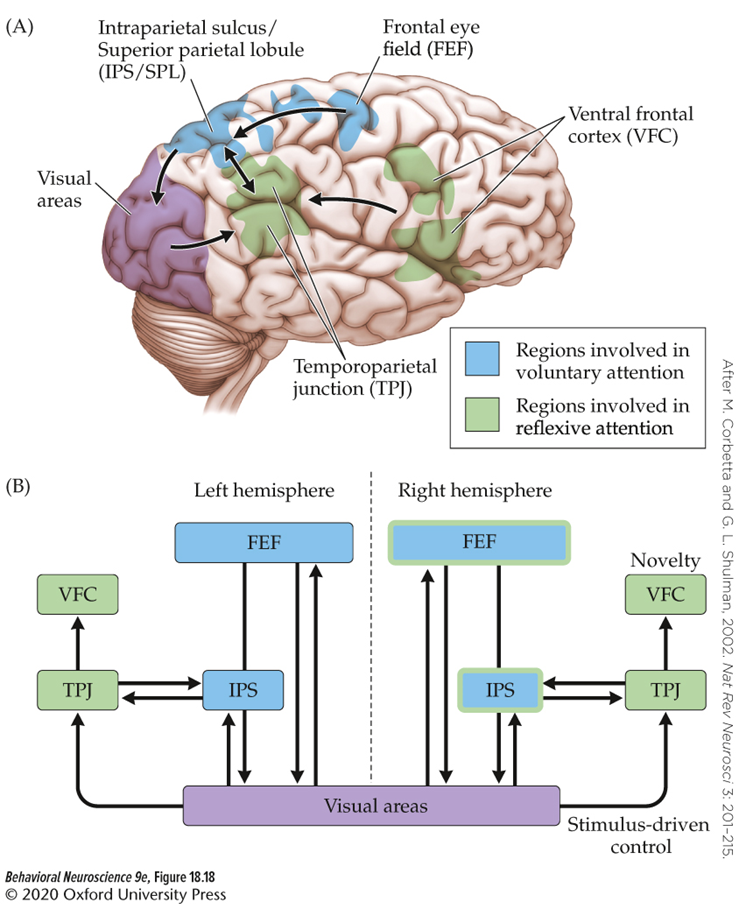 (A)
Intraparietal sulcus/
Superior parietal lobule
(IPS/SPL)
Frontal eye
field (FEF)
Ventral frontal
cortex (VFC)
Visual
areas
Temporoparietal
junction (TPJ)
Regions involved in
voluntary attention
Regions involved in
reflexive attention
After M. Corbetta and G. L. Shulman, 2002. Nat Rev Neurosci 3: 201–215.
(B)
Left hemisphere
Right hemisphere
FEF
FEF
Novelty
VFC
VFC
TPJ
IPS
IPS
TPJ
Visual areas
Stimulus-driven
control
Behavioral Neuroscience 9e, Figure 18.18
© 2020 Oxford University Press